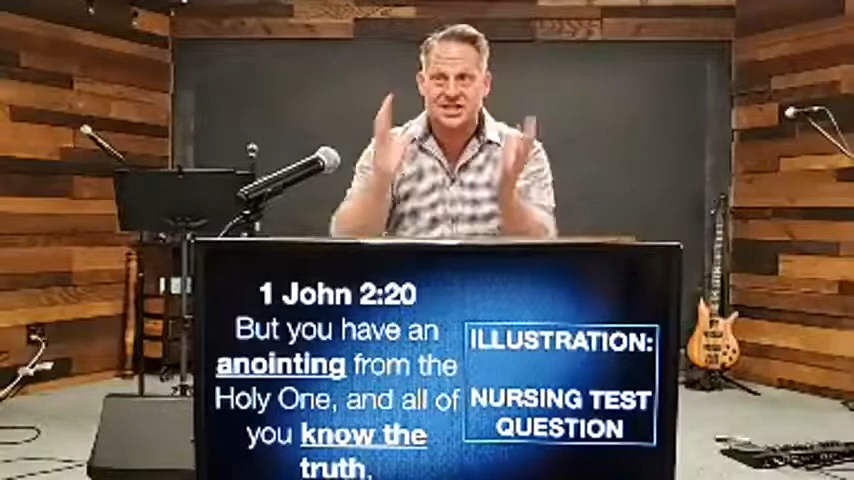 1 John 2:20
But you have an
anointing from the
Holy One, and all of
you know the
truth.
ILLUSTRATION:
NURSING TEST
QUESTION